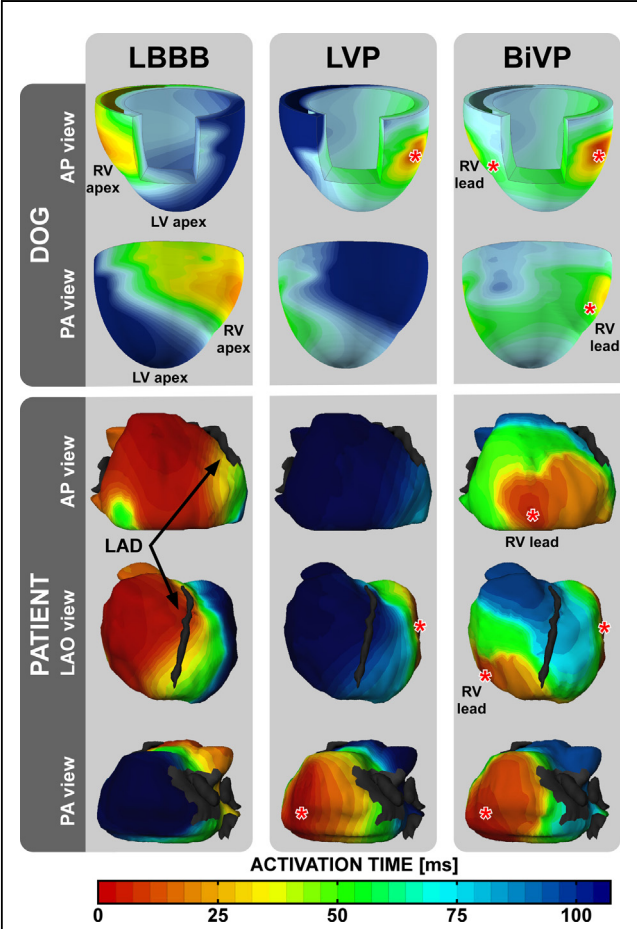 LBBB LVP BiVP
DOG
AP view
RV
apex
LV apex
*
RV
lead
*
*
PA view
RV
apex
LV apex
*
RV
lead
PATIENT
AP view
LAD
*
RV lead
LAO view
*
*
*
RV
lead
PA view
*
*
ACTIVATION TIME [ms]
0 25 50 75 100